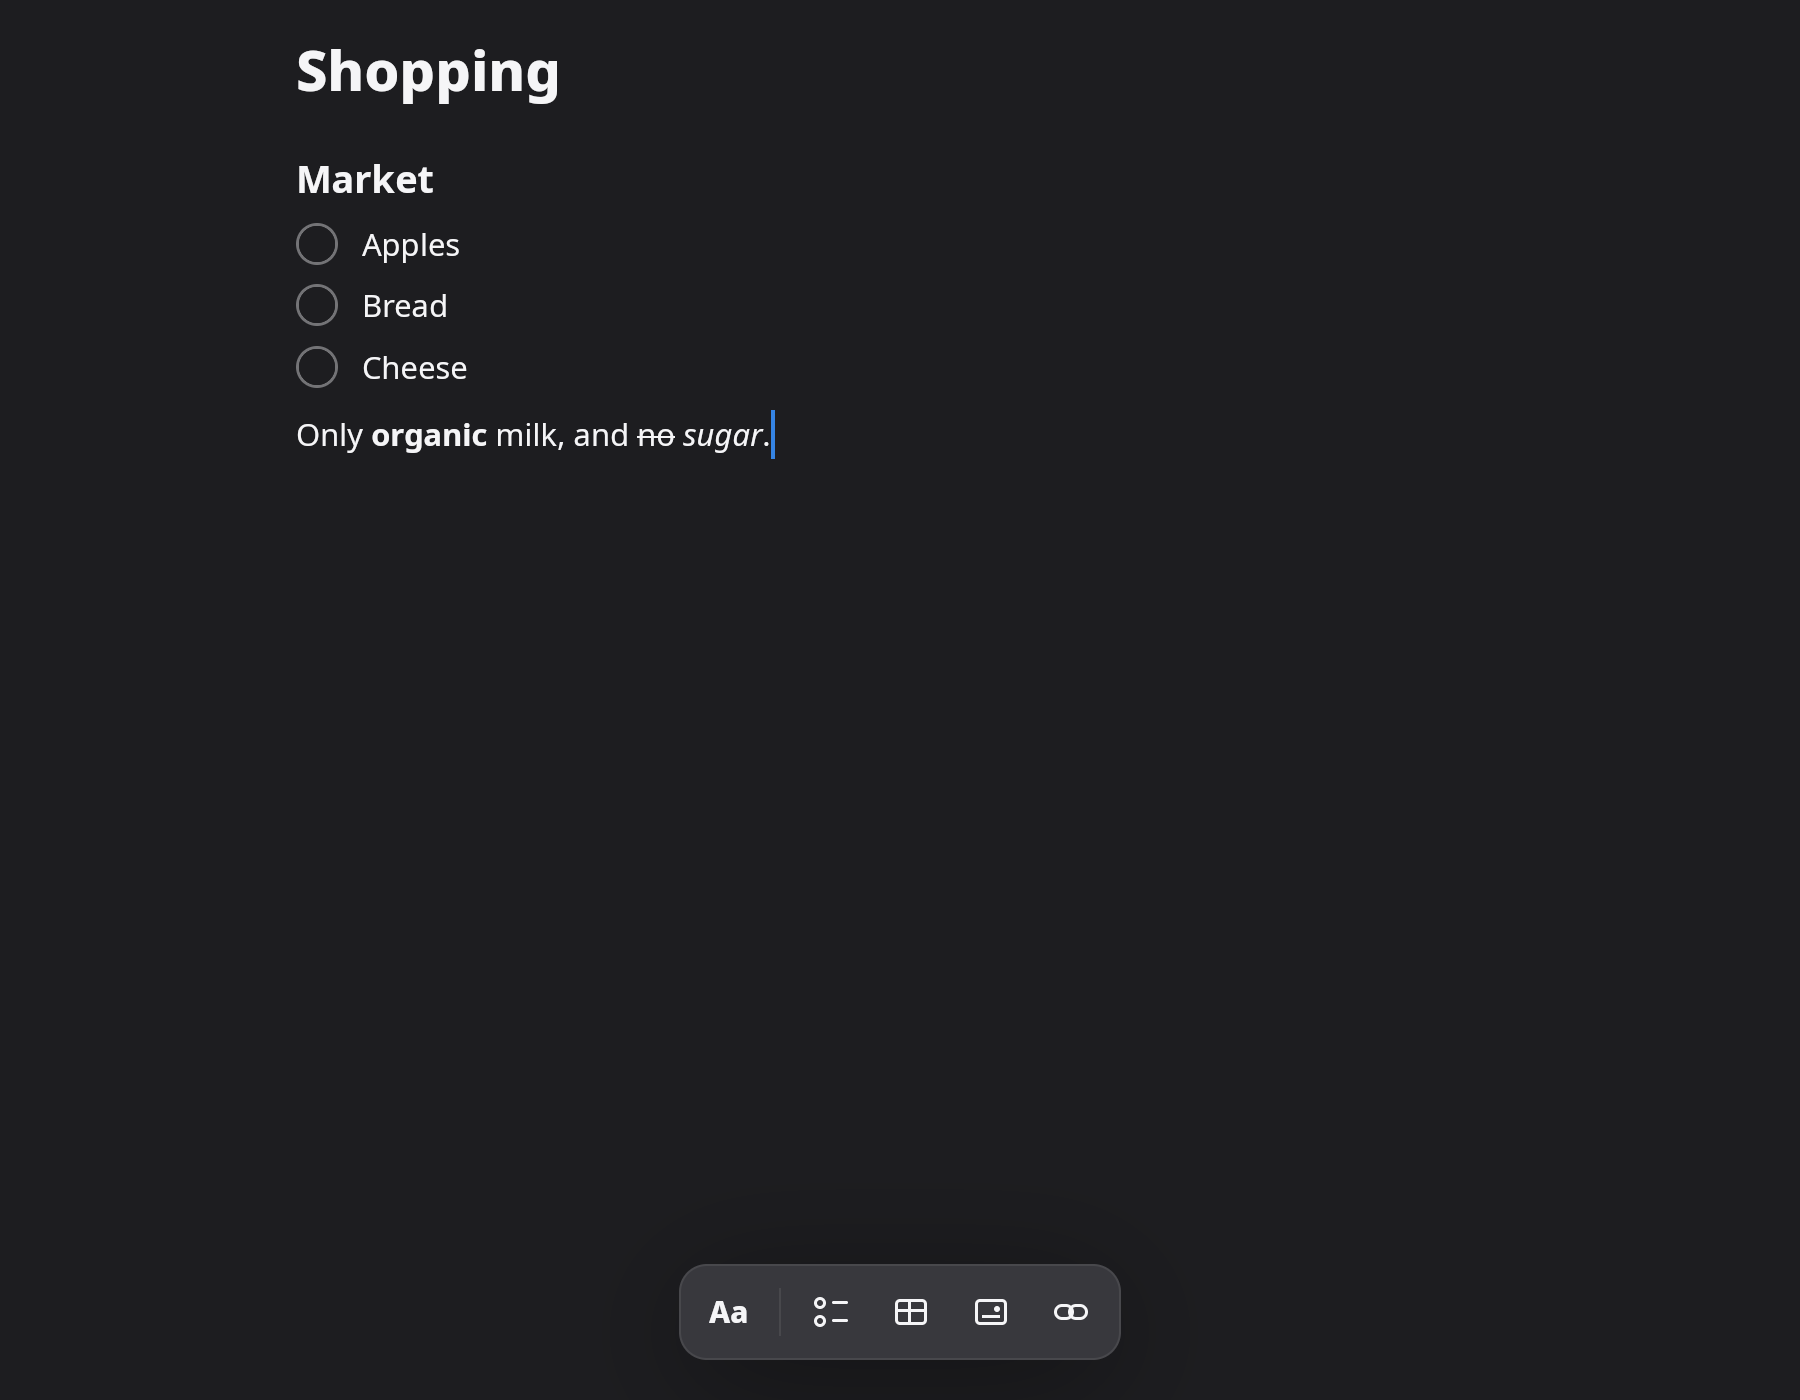 Shopping
Market
Apples
Bread
Cheese
Only organic milk, and no sugar.
Aa